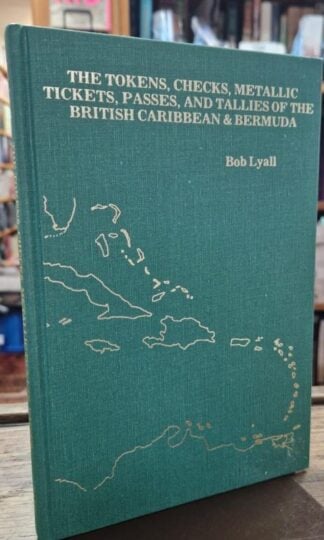 THE TOKENS, CHECKS, METALLIC
TICKETS, PASSES, AND TALLIES OF THE
BRITISH CARIBBEAN & BERMUDA
Bob Lyall